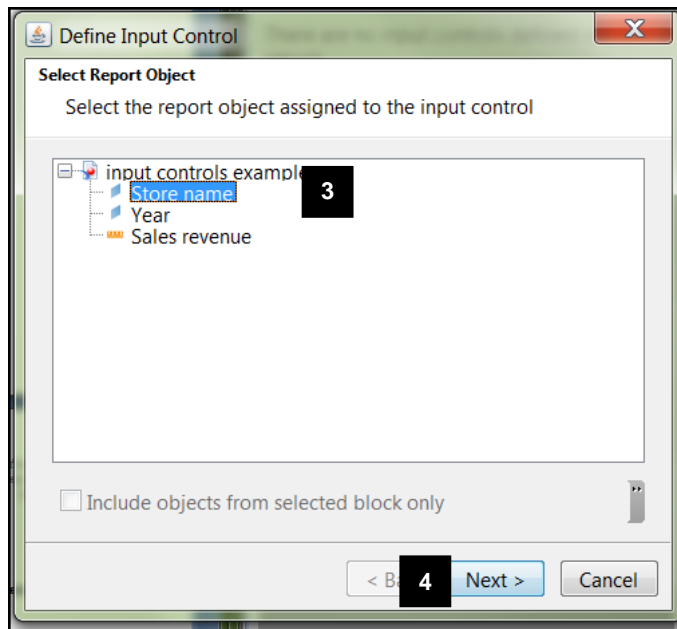 Define Input Control
Select Report Object
Select the report object assigned to the input control
input controls example
3
Store name
Year
Sales revenue
Include objects from selected block only
< Ba
4
Next >
Cancel